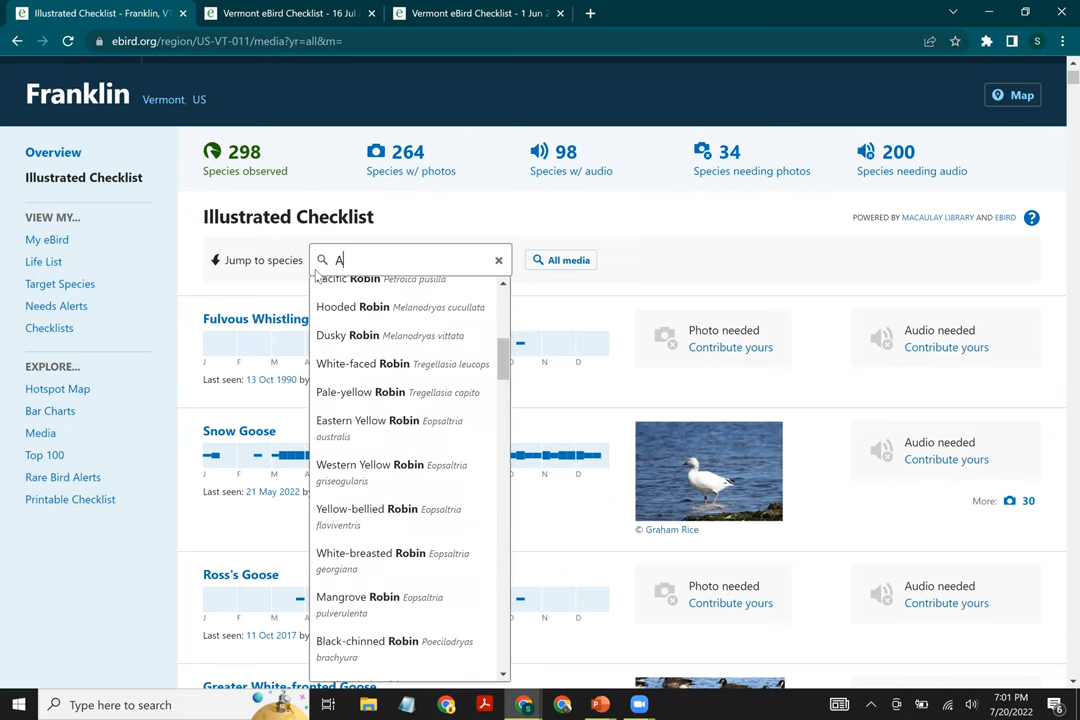 Illustrated Checklist - Franklin, VT
Vermont eBird Checklist - 16 Jul
Vermont eBird Checklist - 1 Jun 2
ebird.org/region/US-VT-011/media?yr=all&m=
S
Franklin
Vermont, US
Map
Overview
Illustrated Checklist
VIEW MY...
My eBird
Life List
Target Species
Needs Alerts
Checklists
EXPLORE...
Hotspot Map
Bar Charts
Media
Top 100
Rare Bird Alerts
Printable Checklist
298
Species observed
264
Species w/ photos
98
Species w/ audio
34
Species needing photos
200
Species needing audio
Illustrated Checklist
POWERED BY MACAULAY LIBRARY AND EBIRD
Jump to species
A
All media
Pacific Robin Petroica pusilla
Hooded Robin Melanodryas cucullata
Dusky Robin Melanodryas vittata
White-faced Robin Tregellasia leucops
Pale-yellow Robin Tregellasia capito
Eastern Yellow Robin Eopsaltria
australis
Western Yellow Robin Eopsaltria
griseogularis
Yellow-bellied Robin Eopsaltria
flaviventris
White-breasted Robin Eopsaltria
georgiana
Mangrove Robin Eopsaltria
pulverulenta
Black-chinned Robin Poecilodryas
brachyura
Fulvous Whistling
J F M A N D
Last seen: 13 Oct 1990 by
Photo needed
Contribute yours
Audio needed
Contribute yours
Snow Goose
J F M A N D
Last seen: 21 May 2022 by
© Graham Rice
Audio needed
Contribute yours
More: 30
Ross's Goose
J F M A N D
Last seen: 11 Oct 2017 by
Photo needed
Contribute yours
Audio needed
Contribute yours
Greater White-fronted Goose
Type here to search
7:01 PM
7/20/2022
6